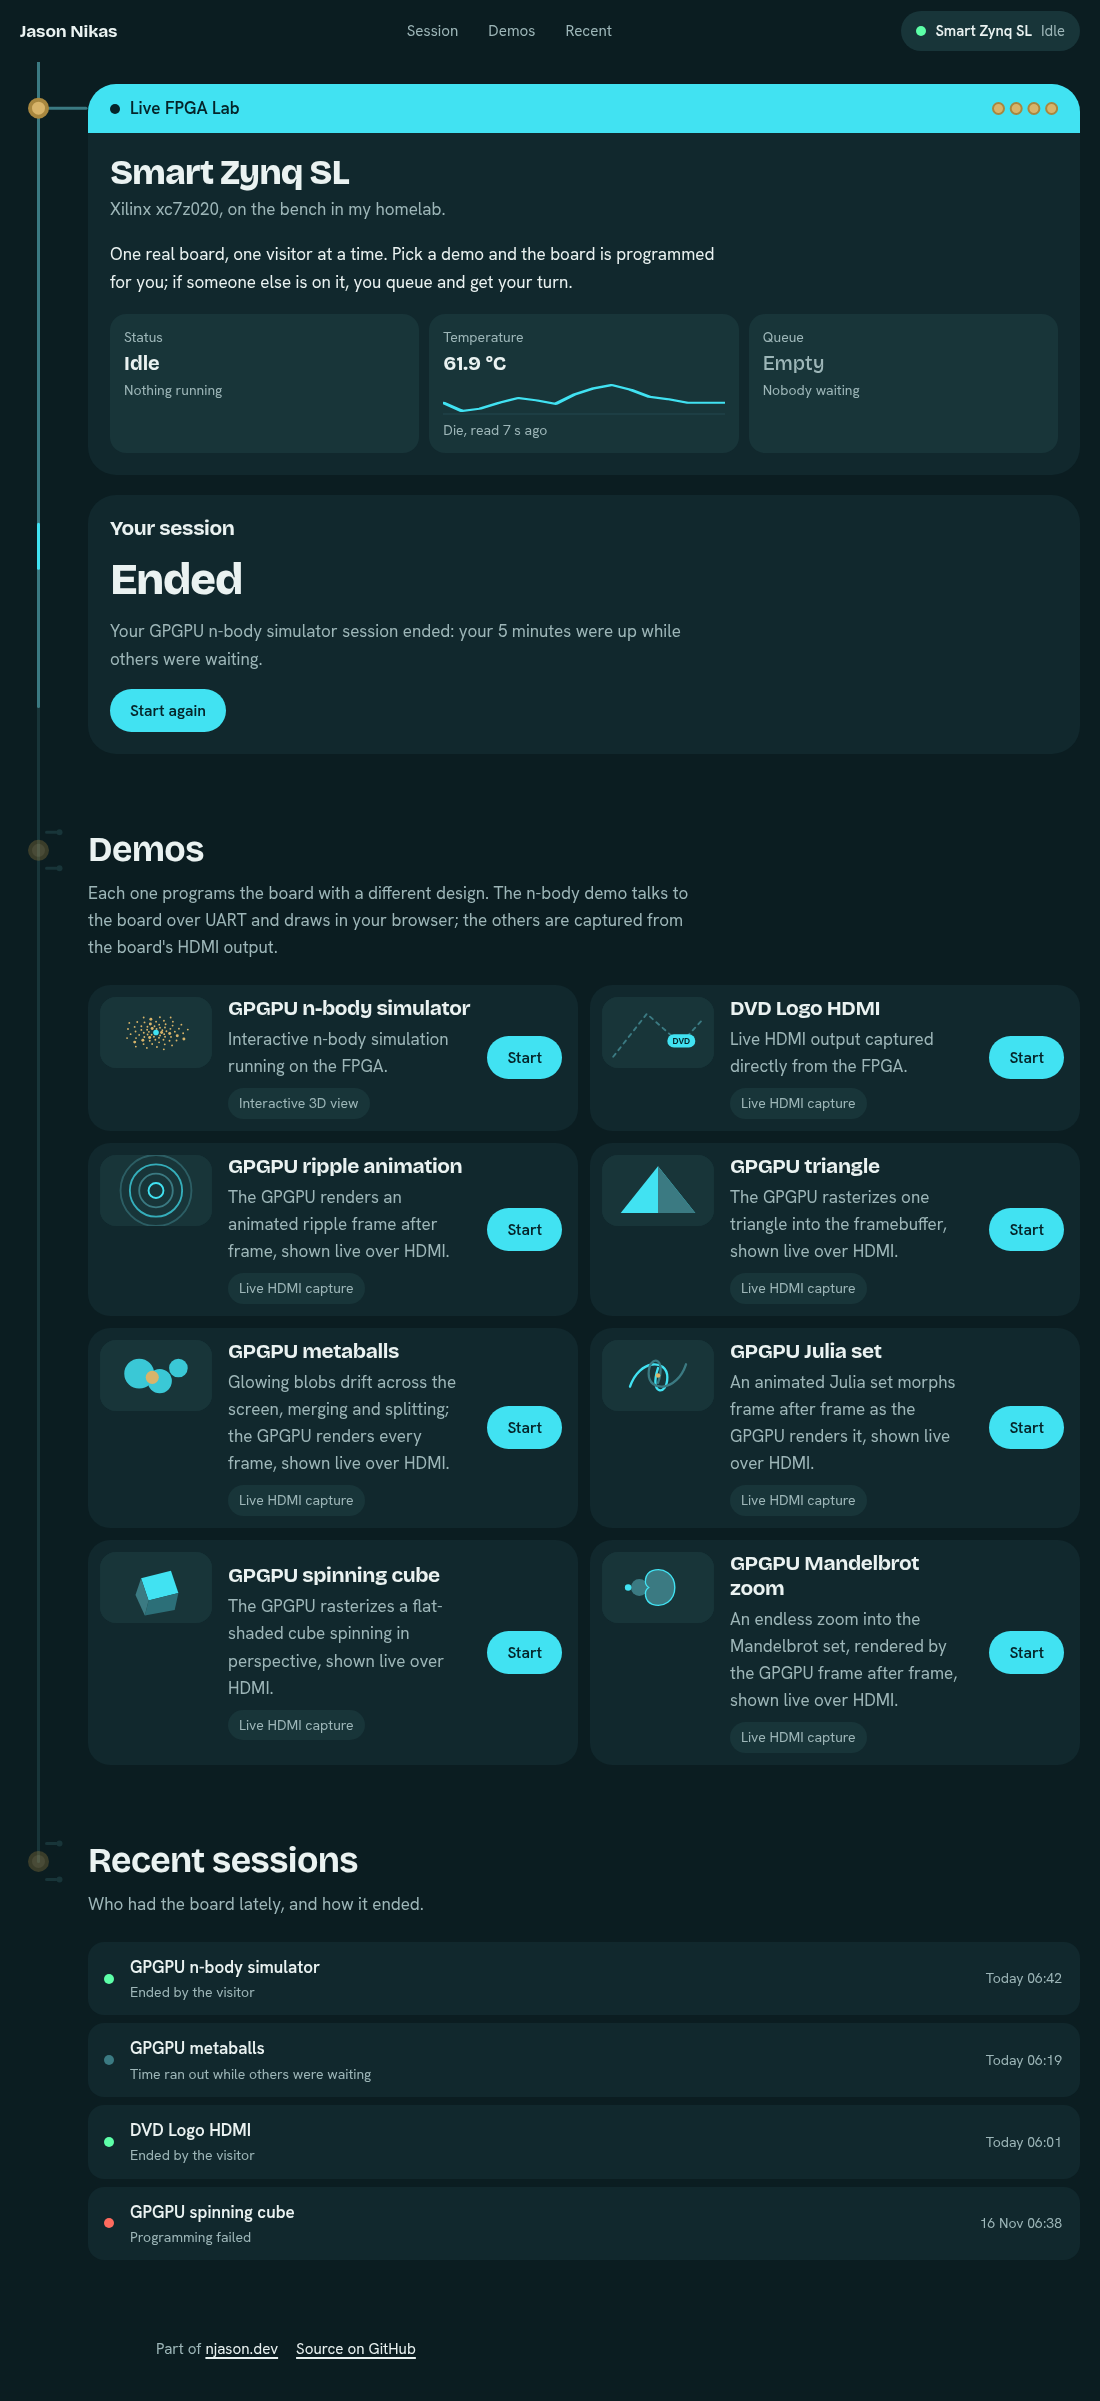 Jason Nikas
Session Demos Recent
Smart Zynq SL Idle
Live FPGA Lab
Smart Zynq SL
Xilinx xc7z020, on the bench in my homelab.
One real board, one visitor at a time. Pick a demo and the board is programmed
for you; if someone else is on it, you queue and get your turn.
Status
Idle
Nothing running
Temperature
61.9 °C
Die, read 7 s ago
Queue
Empty
Nobody waiting
Your session
Ended
Your GPGPU n-body simulator session ended: your 5 minutes were up while
others were waiting.
Start again
Demos
Each one programs the board with a different design. The n-body demo talks to
the board over UART and draws in your browser; the others are captured from
the board's HDMI output.
GPGPU n-body simulator
Interactive n-body simulation
running on the FPGA.
Interactive 3D view
Start
DVD
DVD Logo HDMI
Live HDMI output captured
directly from the FPGA.
Live HDMI capture
Start
GPGPU ripple animation
The GPGPU renders an
animated ripple frame after
frame, shown live over HDMI.
Live HDMI capture
Start
GPGPU triangle
The GPGPU rasterizes one
triangle into the framebuffer,
shown live over HDMI.
Live HDMI capture
Start
GPGPU metaballs
Glowing blobs drift across the
screen, merging and splitting;
the GPGPU renders every
frame, shown live over HDMI.
Live HDMI capture
Start
GPGPU Julia set
An animated Julia set morphs
frame after frame as the
GPGPU renders it, shown live
over HDMI.
Live HDMI capture
Start
GPGPU spinning cube
The GPGPU rasterizes a flat-
shaded cube spinning in
perspective, shown live over
HDMI.
Live HDMI capture
Start
GPGPU Mandelbrot
zoom
An endless zoom into the
Mandelbrot set, rendered by
the GPGPU frame after frame,
shown live over HDMI.
Live HDMI capture
Start
Recent sessions
Who had the board lately, and how it ended.
GPGPU n-body simulator
Ended by the visitor
Today 06:42
GPGPU metaballs
Time ran out while others were waiting
Today 06:19
DVD Logo HDMI
Ended by the visitor
Today 06:01
GPGPU spinning cube
Programming failed
16 Nov 06:38
Part of njason.dev Source on GitHub